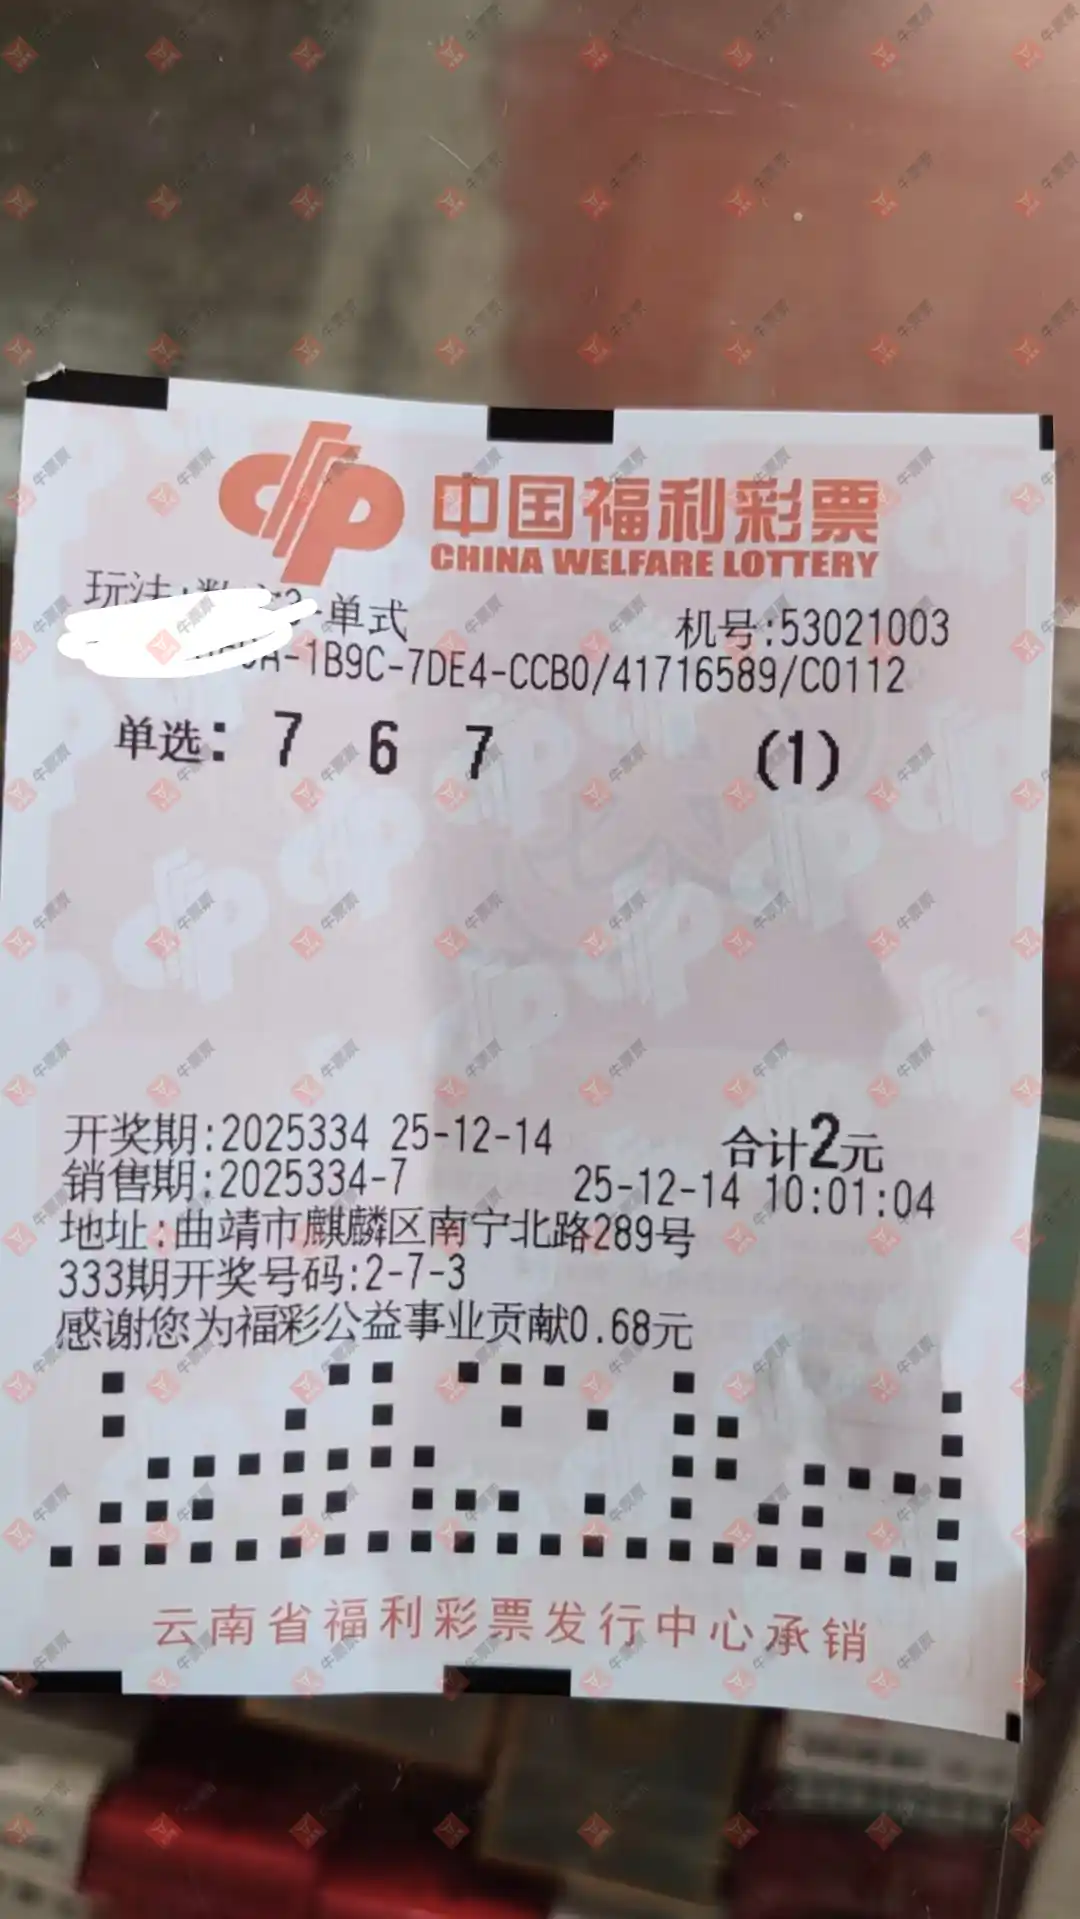 中国福利彩票
CHINA WELFARE LOTTERY
3-单式 机号:53021003
-1B9C-7DE4-CCB0/41716589/C0112
单选: 7 6 7 (1)
开奖期:2025334 25-12-14 合计2元
销售期:2025334-7 25-12-14 10:01:04
地址:曲靖市麒麟区南宁北路289号
333期开奖号码:2-7-3
感谢您为福彩公益事业贡献0.68元
云南省福利彩票发行中心承销
牛票票